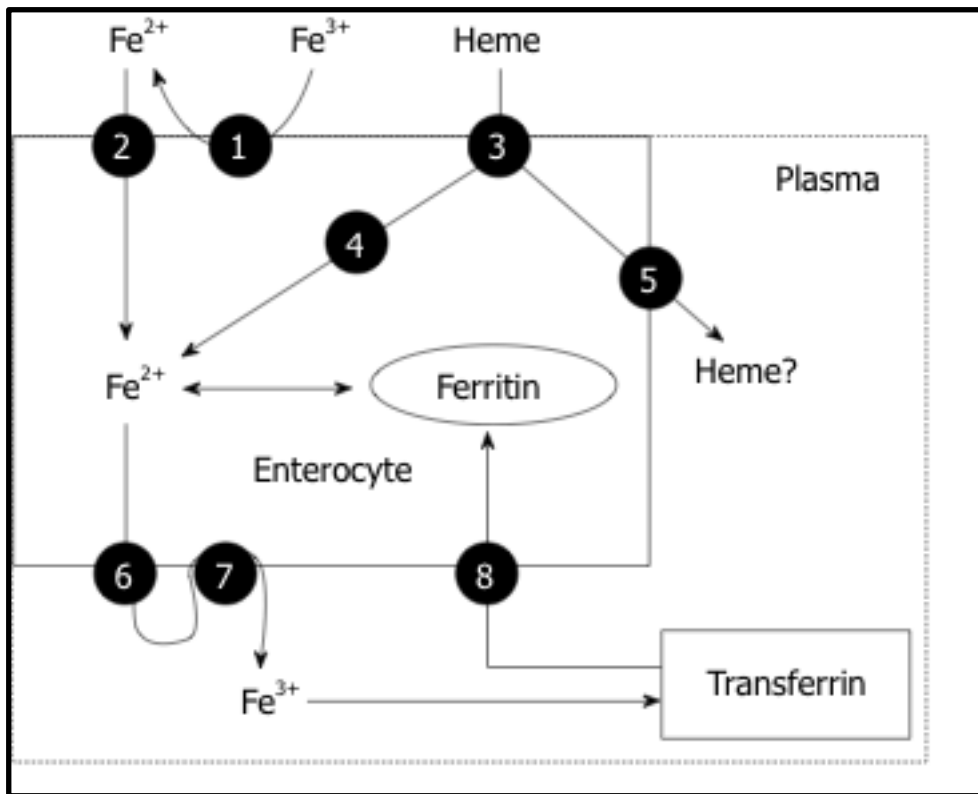 Fe2+ Fe3+ Heme
2 1 3
Plasma
4
5
Heme?
Fe2+ Ferritin
Enterocyte
6 7 8
Transferrin
Fe3+